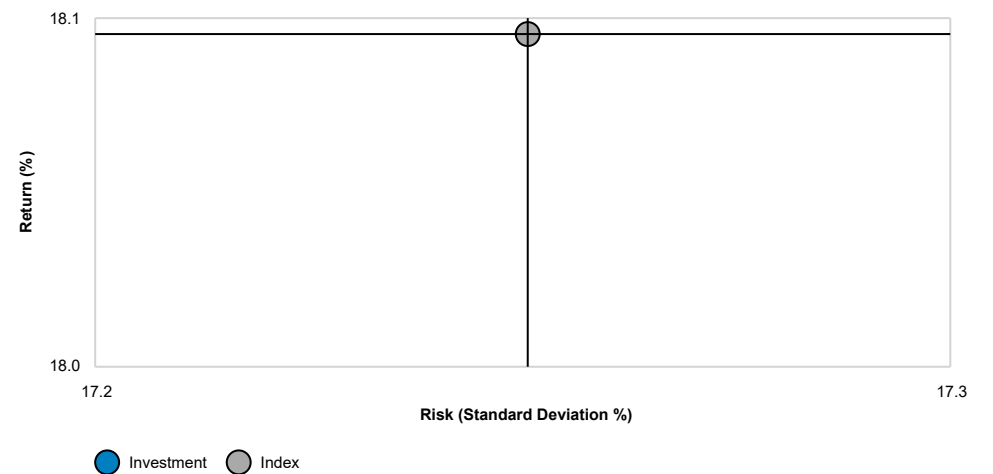 18.1
Return (%)
18.0
17.2
17.3
Risk (Standard Deviation %)
Investment
Index